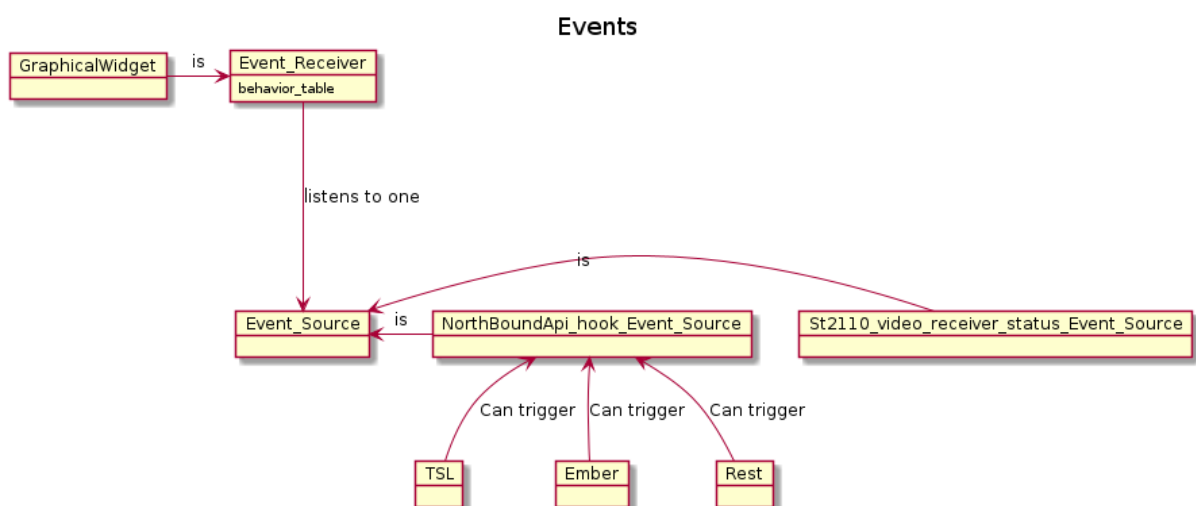 Events
GraphicalWidget
is
Event_Receiver
behavior_table
listens to one
is
Event_Source
is
NorthBoundApi_hook_Event_Source
St2110_video_receiver_status_Event_Source
Can trigger
Can trigger
Can trigger
TSL
Ember
Rest